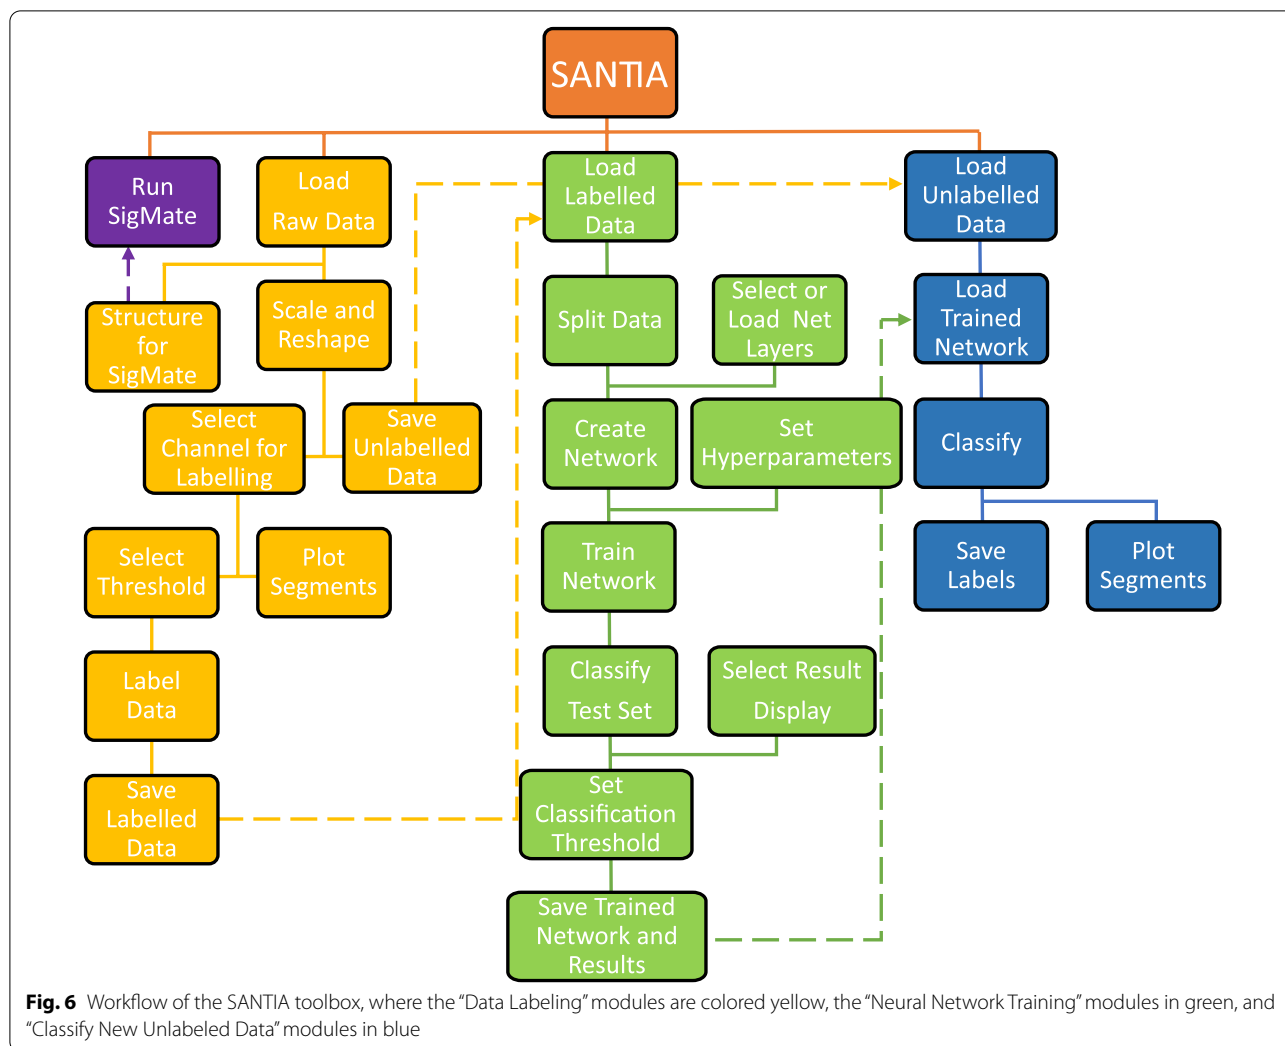 SANTIA
Run
SigMate
Load
Raw Data
Load
Labelled
Data
Load
Unlabelled
Data
Structure
for
SigMate
Scale and
Reshape
Split Data
Select or
Load Net
Layers
Load
Trained
Network
Select
Channel for
Labelling
Save
Unlabelled
Data
Create
Network
Set
Hyperparameters
Classify
Select
Threshold
Plot
Segments
Train
Network
Save
Labels
Plot
Segments
Label
Data
Classify
Test Set
Select Result
Display
Save
Labelled
Data
Set
Classification
Threshold
Save Trained
Network and
Results
Fig. 6 Workflow of the SANTIA toolbox, where the “Data Labeling” modules are colored yellow, the “Neural Network Training” modules in green, and
“Classify New Unlabeled Data” modules in blue